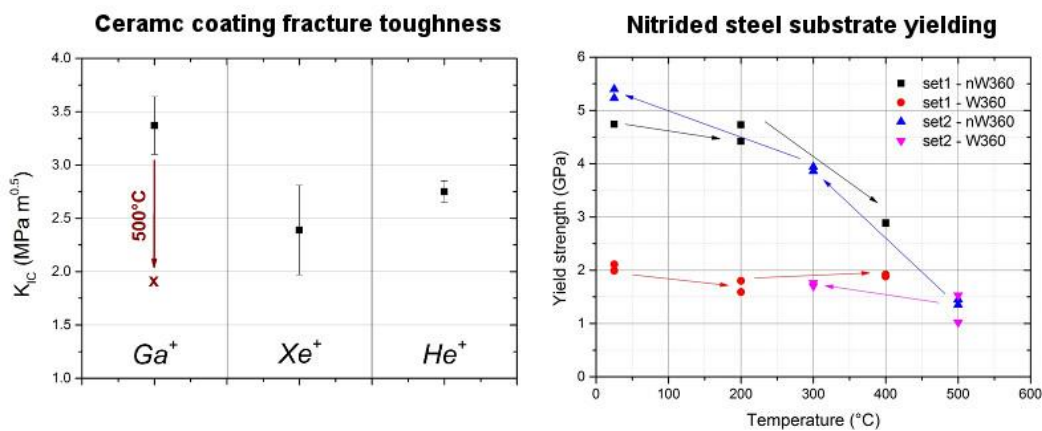 Ceramc coating fracture toughness
4.0
3.5
3.0
2.5
2.0
1.5
1.0
K_IC (MPa m^0.5)
500°C
x
Ga⁺
Xe⁺
He⁺
Nitrided steel substrate yielding
6
5
4
3
2
1
0
Yield strength (GPa)
set1 - nW360
set1 - W360
set2 - nW360
set2 - W360
0 100 200 300 400 500 600
Temperature (°C)